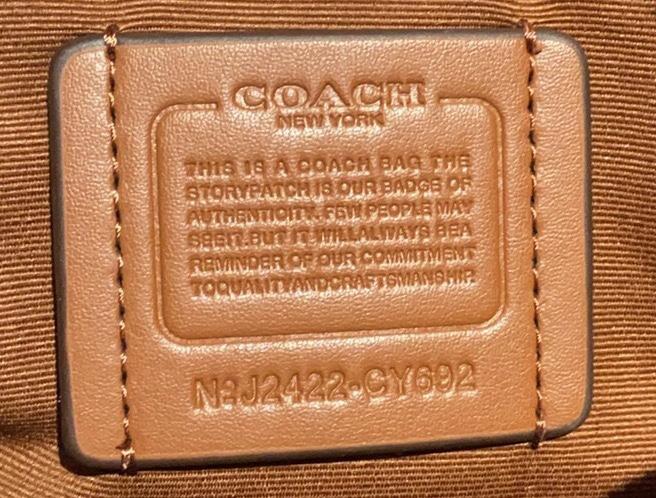 COACH
NEW YORK
THIS IS A COACH BAG THE
STORYPATCH IS OUR BADGE OF
AUTHENTICITY. FEW PEOPLE MAY
SEE IT. BUT IT WILL ALWAYS BE A
REMINDER OF OUR COMMITMENT
TO QUALITY AND CRAFTSMANSHIP.
№ J2422-CY692